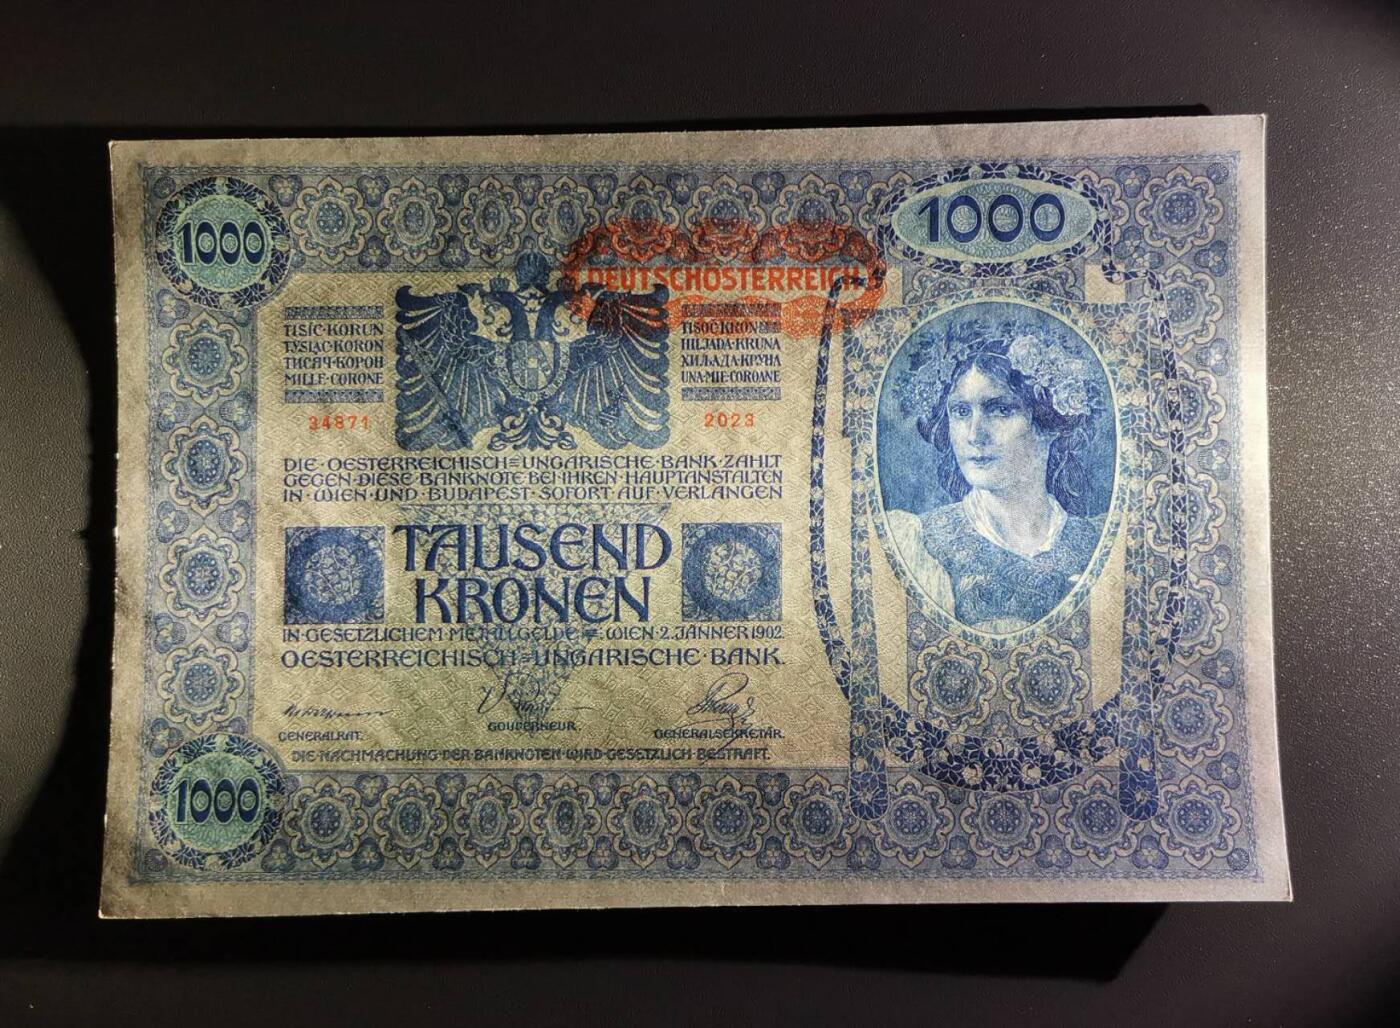 1000
1000
DEUTSCHÖSTERREICH
TISÍC·KORUN
TYSIĄC·KORON
ТИСЯЧ·КОРОН
MILLE·CORONE
TISOČ KRON
HILJADA·KRUNA
ХИЉАДА·КРУНА
UNA·MIE·COROANE
34871
2023
DIE·OESTERREICHISCH=UNGARISCHE·BANK·ZAHLT
GEGEN·DIESE·BANKNOTE·BEI·IHREN·HAUPTANSTALTEN
IN·WIEN·UND·BUDAPEST·SOFORT·AUF·VERLANGEN
TAUSEND
KRONEN
IN·GESETZLICHEM·METALLGELDE = WIEN·2·JÄNNER 1902
OESTERREICHISCH=UNGARISCHE·BANK.
GENERALRAT.
GOUVERNEUR.
GENERALSEKRETÄR.
DIE·NACHMACHUNG·DER·BANKNOTEN·WIRD·GESETZLICH·BESTRAFT.
1000